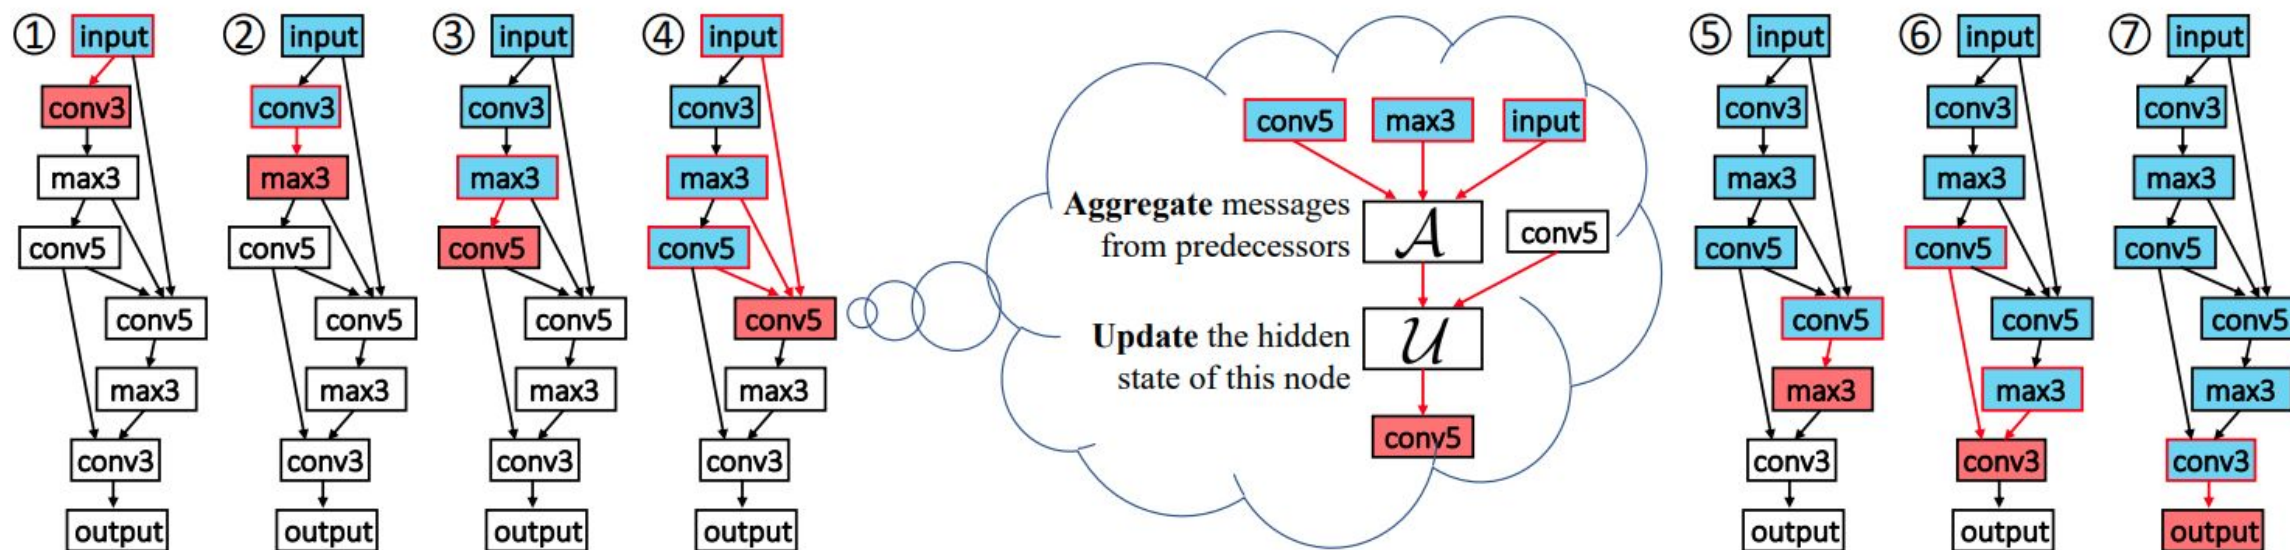 ① input
conv3
max3
conv5
conv5
max3
conv3
output
② input
conv3
max3
conv5
conv5
max3
conv3
output
③ input
conv3
max3
conv5
conv5
max3
conv3
output
④ input
conv3
max3
conv5
conv5
max3
conv3
output
conv5 max3 input
Aggregate messages
from predecessors
𝒜
conv5
Update the hidden
state of this node
𝒰
conv5
⑤ input
conv3
max3
conv5
conv5
max3
conv3
output
⑥ input
conv3
max3
conv5
conv5
max3
conv3
output
⑦ input
conv3
max3
conv5
conv5
max3
conv3
output